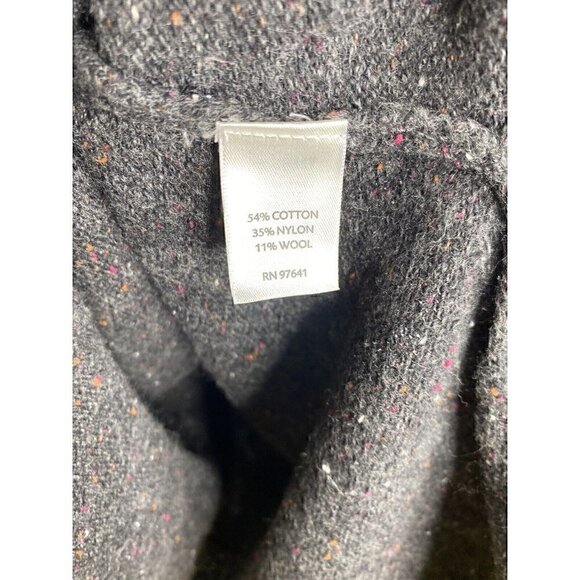 54% COTTON
35% NYLON
11% WOOL
RN 97641